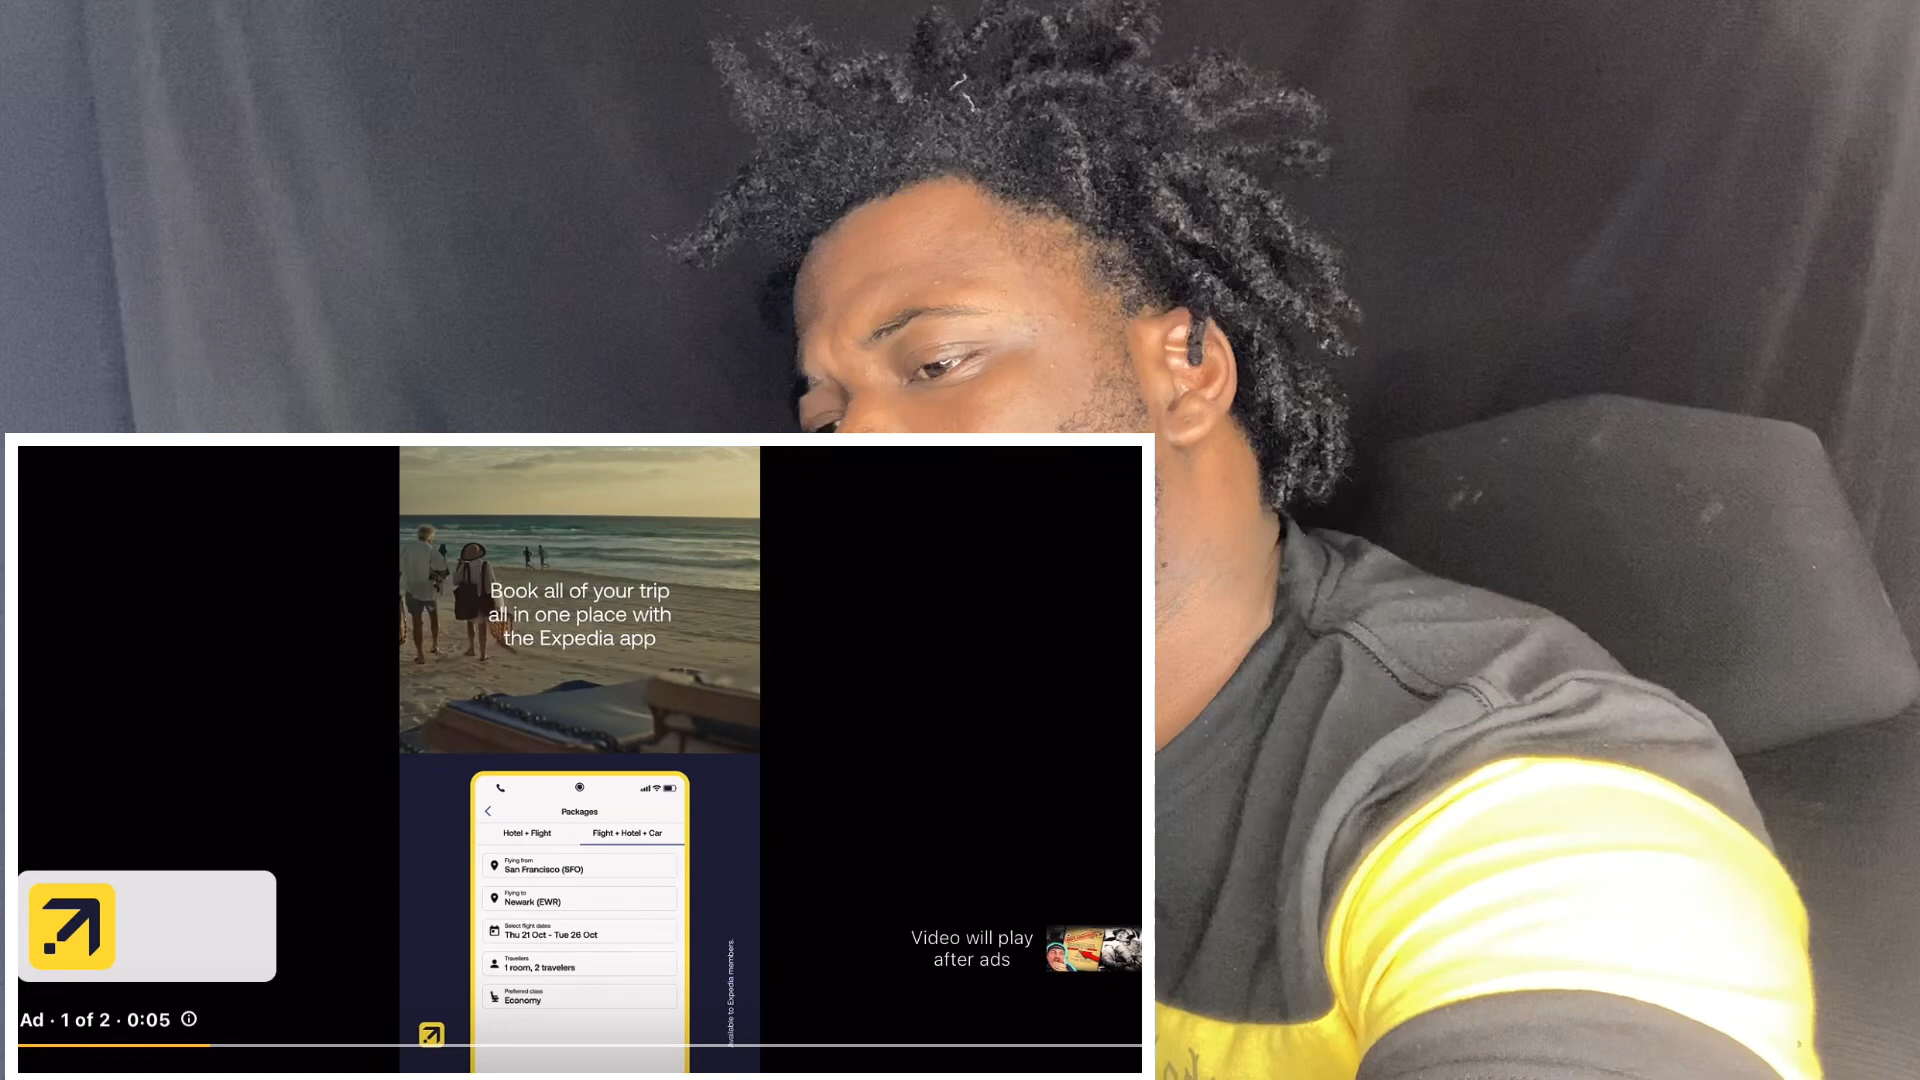 Book all of your trip
all in one place with
the Expedia app
Packages
Hotel + Flight
Flight + Hotel + Car
Flying from
San Francisco (SFO)
Flying to
Newark (EWR)
Select flight dates
Thu 21 Oct - Tue 26 Oct
Travellers
1 room, 2 travelers
Preferred class
Economy
Available to Expedia members.
Video will play
after ads
Ad · 1 of 2 · 0:05